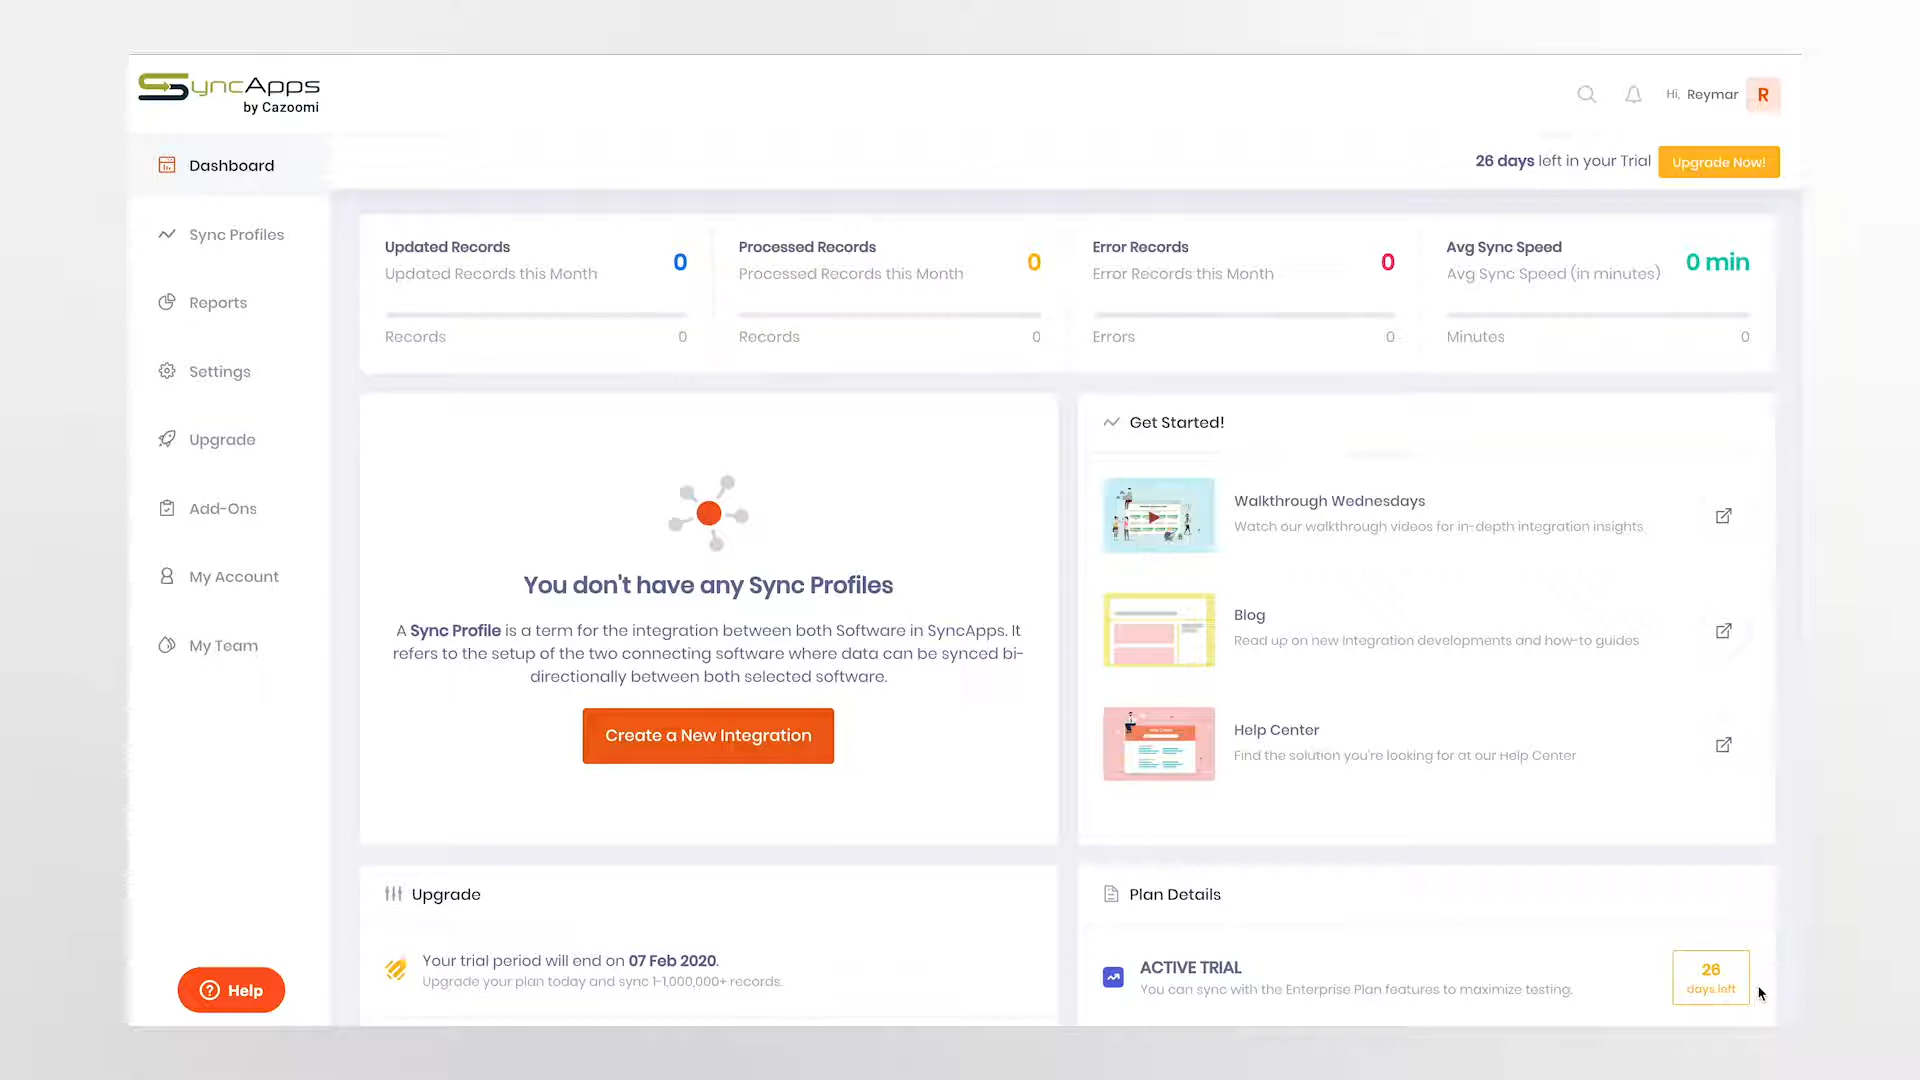 SyncApps
by Cazoomi
Hi, Reymar R
Dashboard
26 days left in your Trial Upgrade Now!
Sync Profiles
Reports
Settings
Upgrade
Add-Ons
My Account
My Team
Help
Updated Records
Updated Records this Month
0
Records 0
Processed Records
Processed Records this Month
0
Records 0
Error Records
Error Records this Month
0
Errors 0
Avg Sync Speed
Avg Sync Speed (in minutes)
0 min
Minutes 0
You don't have any Sync Profiles
A Sync Profile is a term for the integration between both Software in SyncApps. It
refers to the setup of the two connecting software where data can be synced bi-
directionally between both selected software.
Create a New Integration
Get Started!
Walkthrough Wednesdays
Watch our walkthrough videos for in-depth integration insights
Blog
Read up on new integration developments and how-to guides
Help Center
Find the solution you're looking for at our Help Center
Upgrade
Your trial period will end on 07 Feb 2020.
Upgrade your plan today and sync 1-1,000,000+ records.
Plan Details
ACTIVE TRIAL
You can sync with the Enterprise Plan features to maximize testing.
26
days left